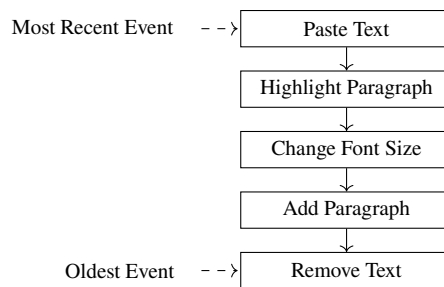 Most Recent Event
Paste Text
Highlight Paragraph
Change Font Size
Add Paragraph
Oldest Event
Remove Text